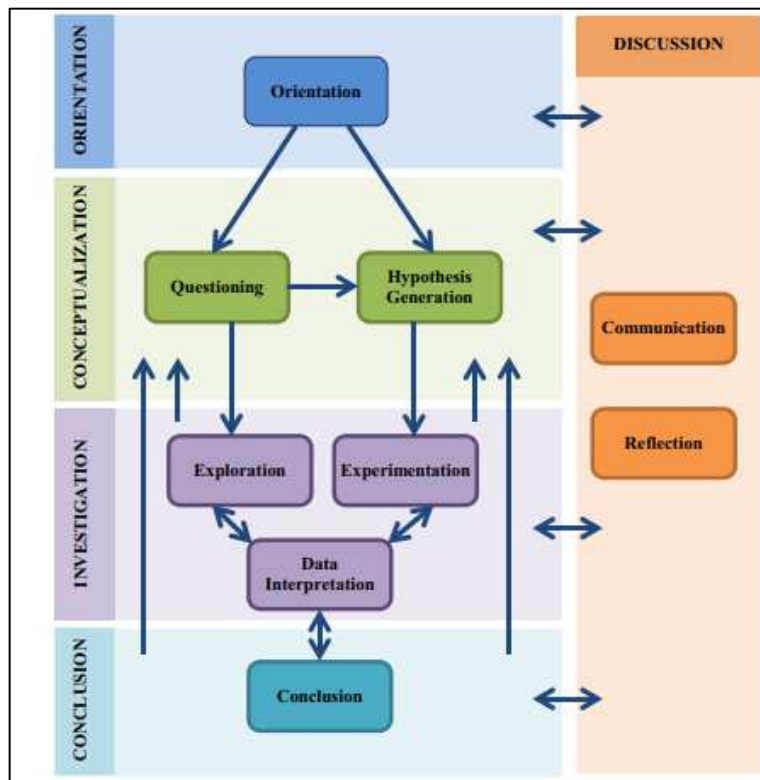 DISCUSSION
ORIENTATION
Orientation
CONCEPTUALIZATION
Questioning
Hypothesis
Generation
Communication
Reflection
INVESTIGATION
Exploration
Experimentation
Data
Interpretation
CONCLUSION
Conclusion